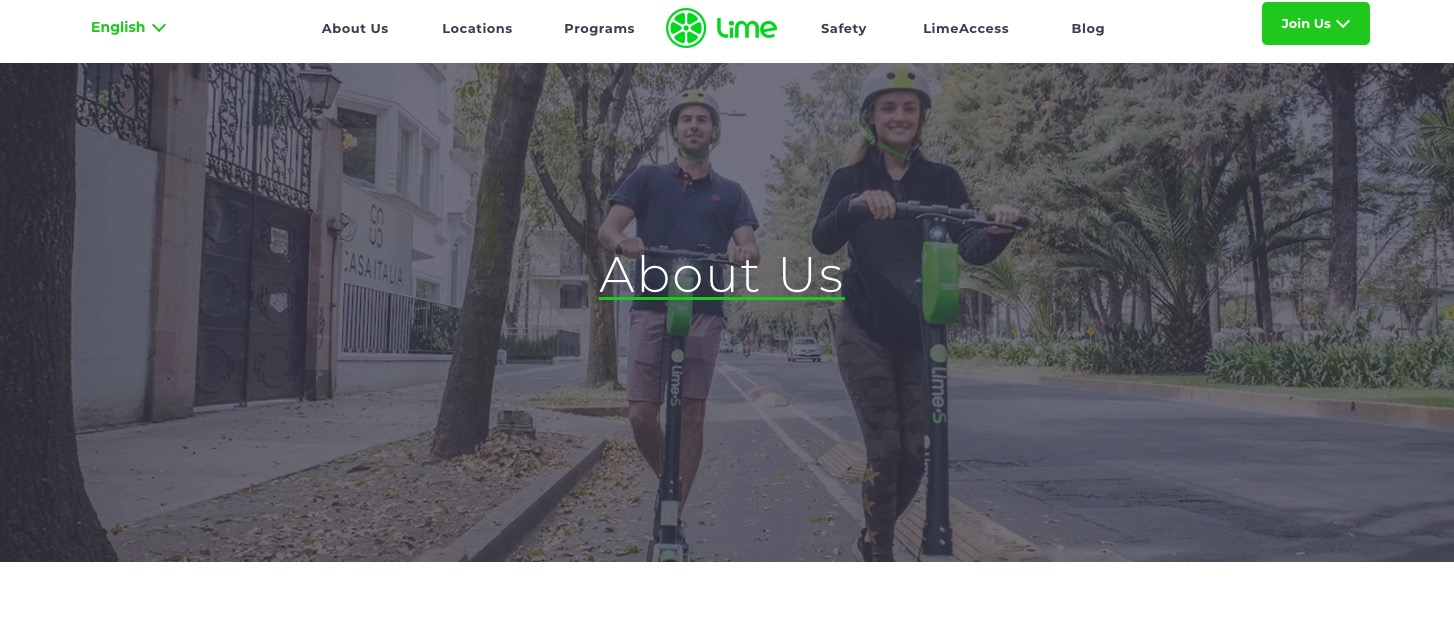 English
About Us
Locations
Programs
Lime
Safety
LimeAccess
Blog
Join Us
CASA ITALIA
About Us
Lime-S
Lime-S